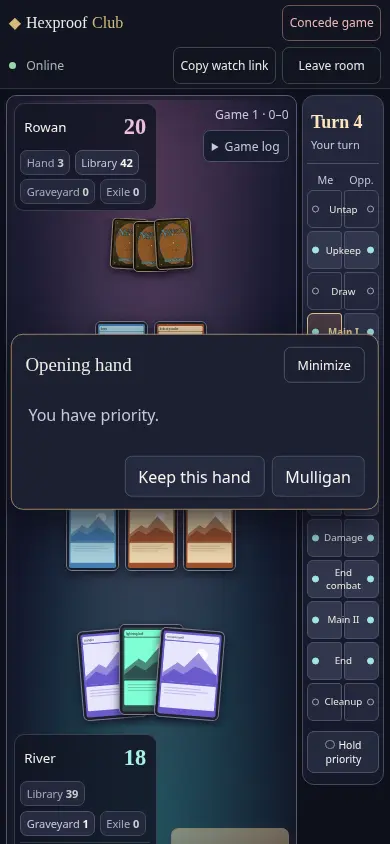 ◆ Hexproof Club
Concede game
Online
Copy watch link
Leave room
Rowan 20
Hand 3
Library 42
Graveyard 0
Exile 0
Game 1 · 0–0
▶ Game log
Turn 4
Your turn
Me Opp.
Untap
Upkeep
Draw
Main I
Opening hand
Minimize
You have priority.
Keep this hand
Mulligan
Damage
End
combat
Main II
End
Cleanup
Hold
priority
River 18
Library 39
Graveyard 1
Exile 0